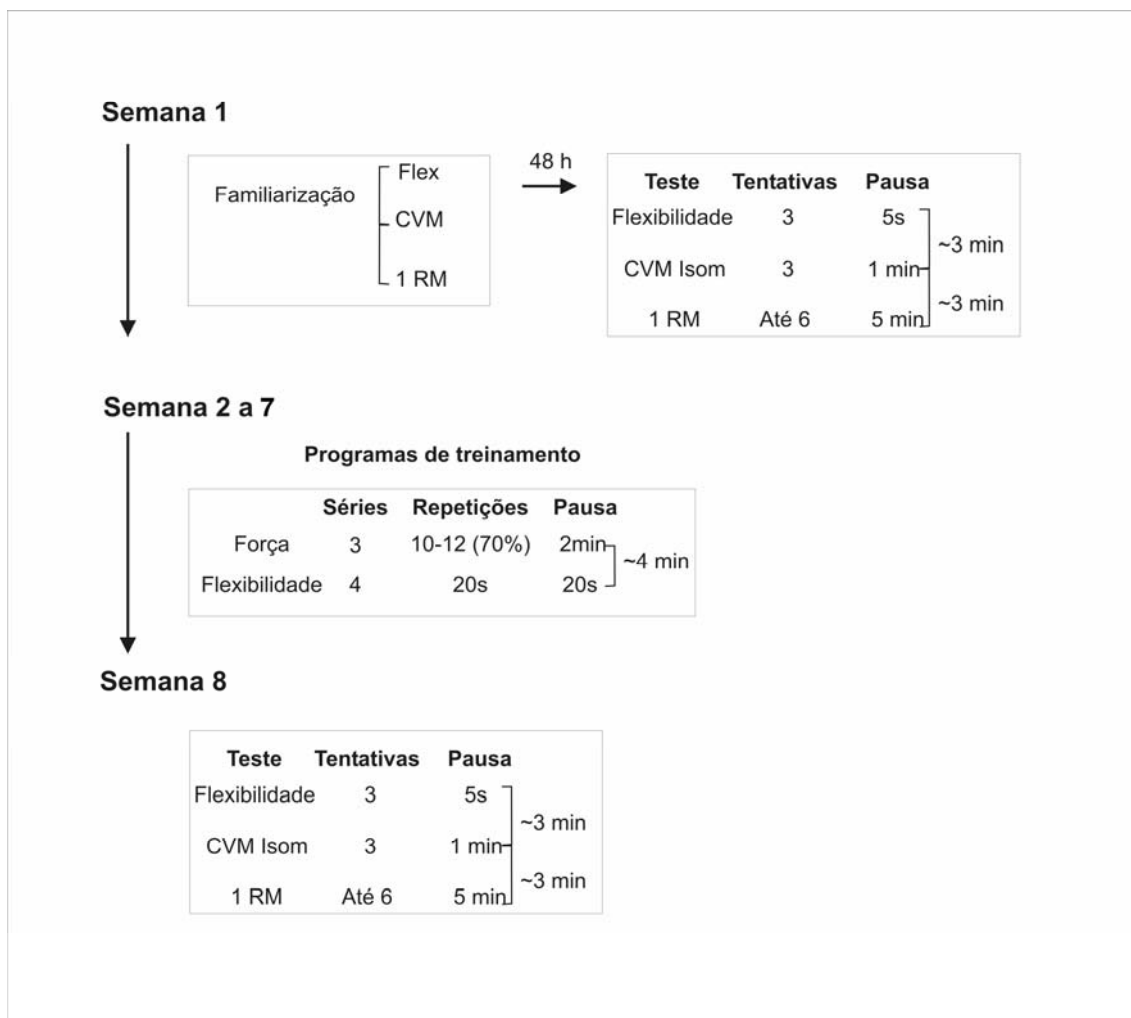 Semana 1
Familiarização
Flex
CVM
1 RM
48 h
Teste Tentativas Pausa
Flexibilidade 3 5s
~3 min
CVM Isom 3 1 min
~3 min
1 RM Até 6 5 min
Semana 2 a 7
Programas de treinamento
Séries Repetições Pausa
Força 3 10-12 (70%) 2min
~4 min
Flexibilidade 4 20s 20s
Semana 8
Teste Tentativas Pausa
Flexibilidade 3 5s
~3 min
CVM Isom 3 1 min
~3 min
1 RM Até 6 5 min